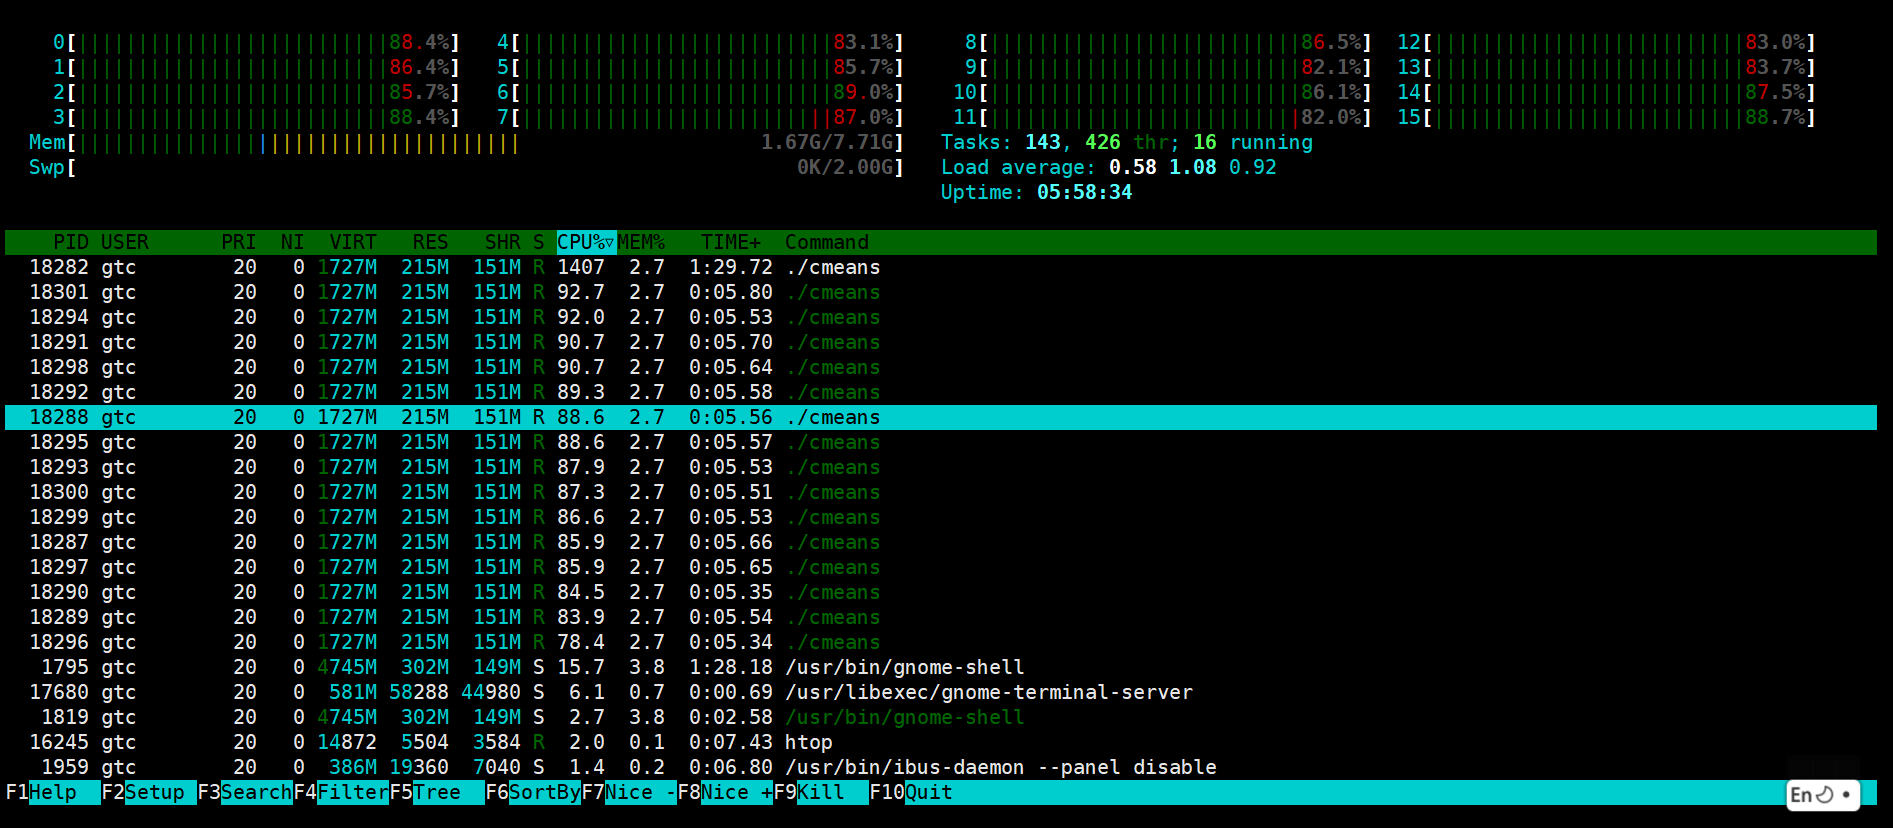 0[||||||||||||||||||||||||||88.4%] 4[||||||||||||||||||||||||||83.1%] 8[||||||||||||||||||||||||||86.5%] 12[||||||||||||||||||||||||||83.0%]
1[||||||||||||||||||||||||||86.4%] 5[||||||||||||||||||||||||||85.7%] 9[||||||||||||||||||||||||||82.1%] 13[||||||||||||||||||||||||||83.7%]
2[||||||||||||||||||||||||||85.7%] 6[||||||||||||||||||||||||||89.0%] 10[||||||||||||||||||||||||||86.1%] 14[||||||||||||||||||||||||||87.5%]
3[||||||||||||||||||||||||||88.4%] 7[||||||||||||||||||||||||||87.0%] 11[||||||||||||||||||||||||||82.0%] 15[||||||||||||||||||||||||||88.7%]
Mem[|||||||||||||||||||||||||||||||||||||1.67G/7.71G] Tasks: 143, 426 thr; 16 running
Swp[0K/2.00G] Load average: 0.58 1.08 0.92
Uptime: 05:58:34
PID USER PRI NI VIRT RES SHR S CPU%▽MEM% TIME+ Command
18282 gtc 20 0 1727M 215M 151M R 1407 2.7 1:29.72 ./cmeans
18301 gtc 20 0 1727M 215M 151M R 92.7 2.7 0:05.80 ./cmeans
18294 gtc 20 0 1727M 215M 151M R 92.0 2.7 0:05.53 ./cmeans
18291 gtc 20 0 1727M 215M 151M R 90.7 2.7 0:05.70 ./cmeans
18298 gtc 20 0 1727M 215M 151M R 90.7 2.7 0:05.64 ./cmeans
18292 gtc 20 0 1727M 215M 151M R 89.3 2.7 0:05.58 ./cmeans
18288 gtc 20 0 1727M 215M 151M R 88.6 2.7 0:05.56 ./cmeans
18295 gtc 20 0 1727M 215M 151M R 88.6 2.7 0:05.57 ./cmeans
18293 gtc 20 0 1727M 215M 151M R 87.9 2.7 0:05.53 ./cmeans
18300 gtc 20 0 1727M 215M 151M R 87.3 2.7 0:05.51 ./cmeans
18299 gtc 20 0 1727M 215M 151M R 86.6 2.7 0:05.53 ./cmeans
18287 gtc 20 0 1727M 215M 151M R 85.9 2.7 0:05.66 ./cmeans
18297 gtc 20 0 1727M 215M 151M R 85.9 2.7 0:05.65 ./cmeans
18290 gtc 20 0 1727M 215M 151M R 84.5 2.7 0:05.35 ./cmeans
18289 gtc 20 0 1727M 215M 151M R 83.9 2.7 0:05.54 ./cmeans
18296 gtc 20 0 1727M 215M 151M R 78.4 2.7 0:05.34 ./cmeans
1795 gtc 20 0 4745M 302M 149M S 15.7 3.8 1:28.18 /usr/bin/gnome-shell
17680 gtc 20 0 581M 58288 44980 S 6.1 0.7 0:00.69 /usr/libexec/gnome-terminal-server
1819 gtc 20 0 4745M 302M 149M S 2.7 3.8 0:02.58 /usr/bin/gnome-shell
16245 gtc 20 0 14872 5504 3584 R 2.0 0.1 0:07.43 htop
1959 gtc 20 0 386M 19360 7040 S 1.4 0.2 0:06.80 /usr/bin/ibus-daemon --panel disable
F1Help F2Setup F3SearchF4FilterF5Tree F6SortByF7Nice -F8Nice +F9Kill F10Quit
En